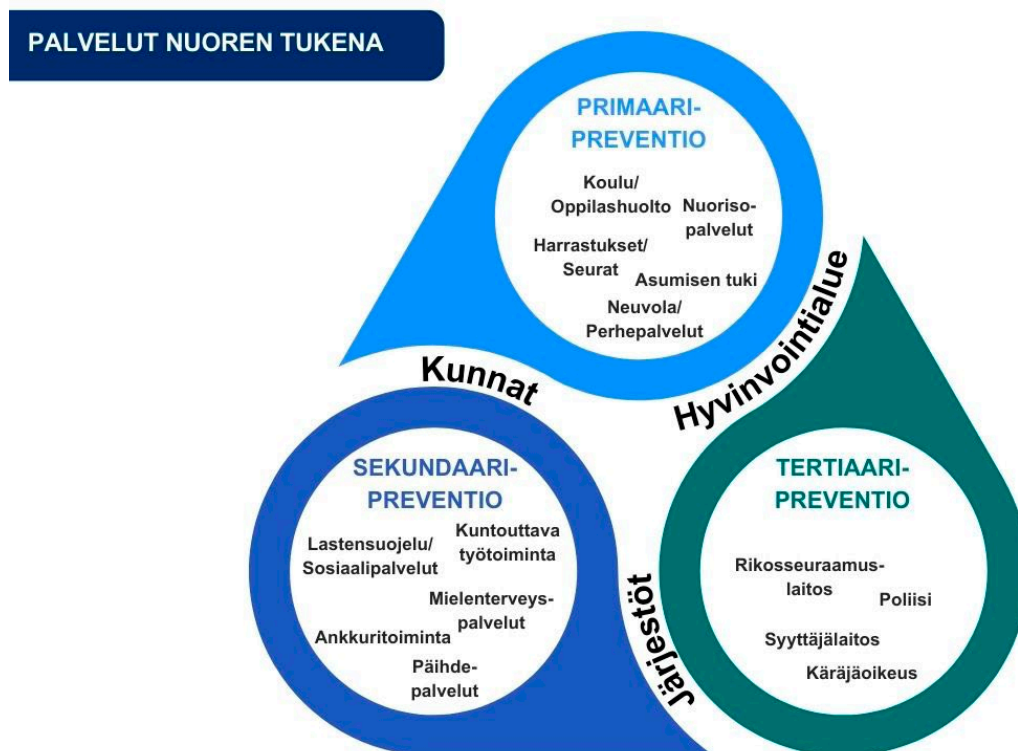 PALVELUT NUOREN TUKENA
PRIMAARI-
PREVENTIO
Koulu/
Oppilashuolto
Nuoriso-
palvelut
Harrastukset/
Seurat
Asumisen tuki
Neuvola/
Perhepalvelut
Kunnat
Hyvinvointialue
SEKUNDAARI-
PREVENTIO
Kuntouttava
työtoiminta
Lastensuojelu/
Sosiaalipalvelut
Mielenterveys-
palvelut
Ankkuritoiminta
Päihde-
palvelut
Järjestöt
TERTIAARI-
PREVENTIO
Rikosseuraamus-
laitos
Poliisi
Syyttäjälaitos
Käräjäoikeus